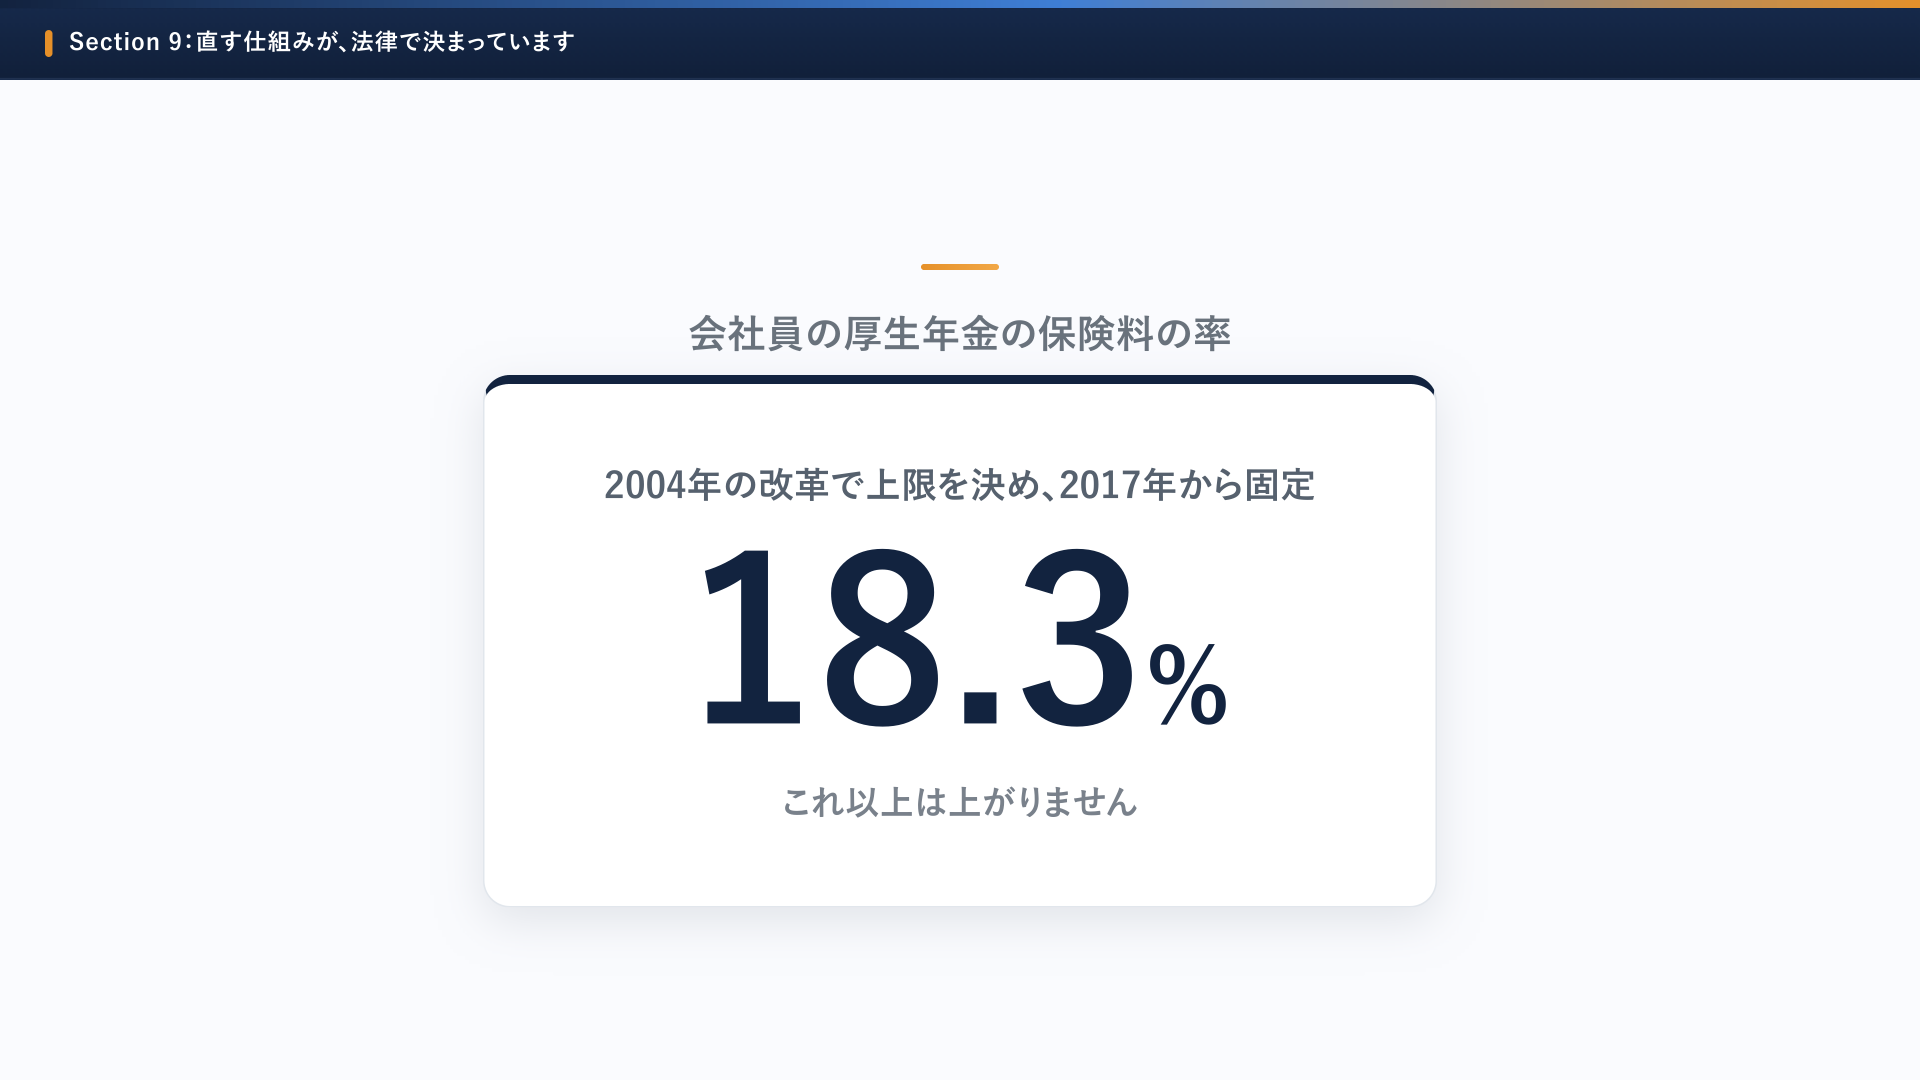 Section 9：直す仕組みが、法律で決まっています
会社員の厚生年金の保険料の率
2004年の改革で上限を決め、2017年から固定
18.3%
これ以上は上がりません